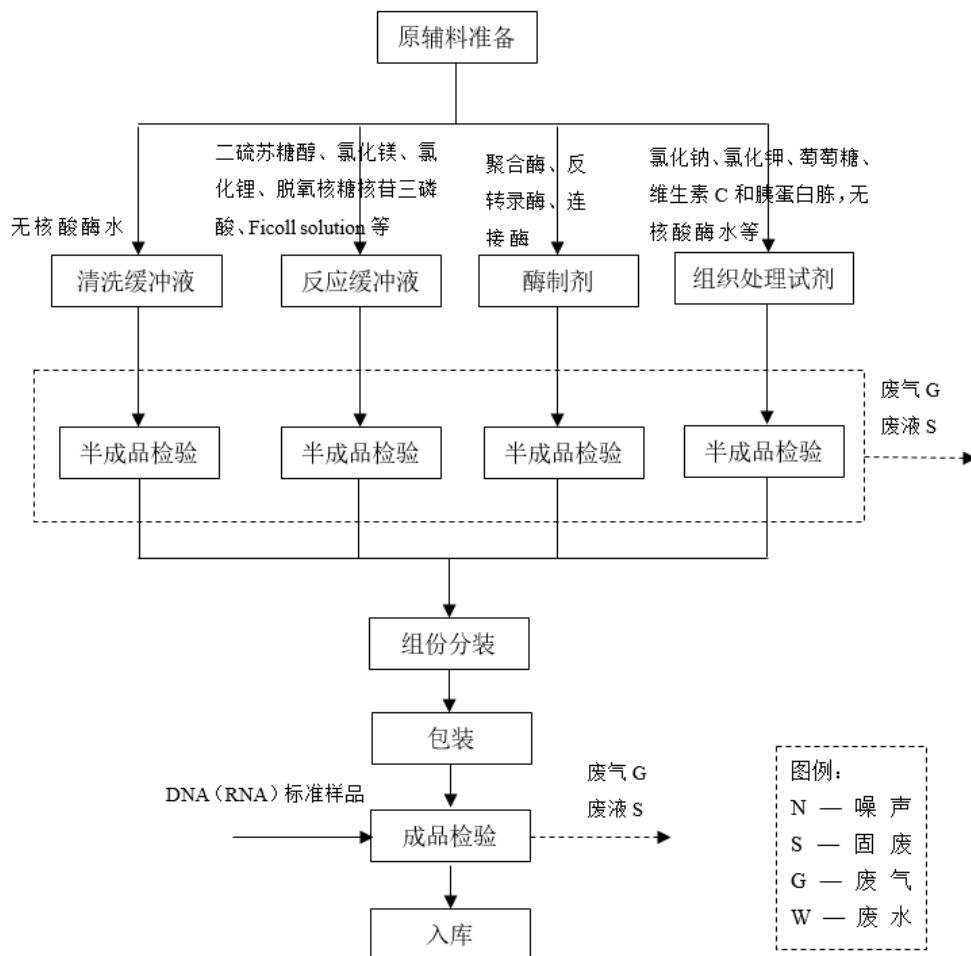 原辅料准备
无核酸酶水
二硫苏糖醇、氯化镁、氯
化锂、脱氧核糖核苷三磷
酸、Ficoll solution 等
聚合酶、反
转录酶、连
接酶
氯化钠、氯化钾、葡萄糖、
维生素 C 和胰蛋白胨，无
核酸酶水等
清洗缓冲液
反应缓冲液
酶制剂
组织处理试剂
半成品检验
半成品检验
半成品检验
半成品检验
废气 G
废液 S
组份分装
包装
DNA（RNA）标准样品
成品检验
废气 G
废液 S
入库
图例：
N — 噪 声
S — 固 废
G — 废 气
W — 废 水